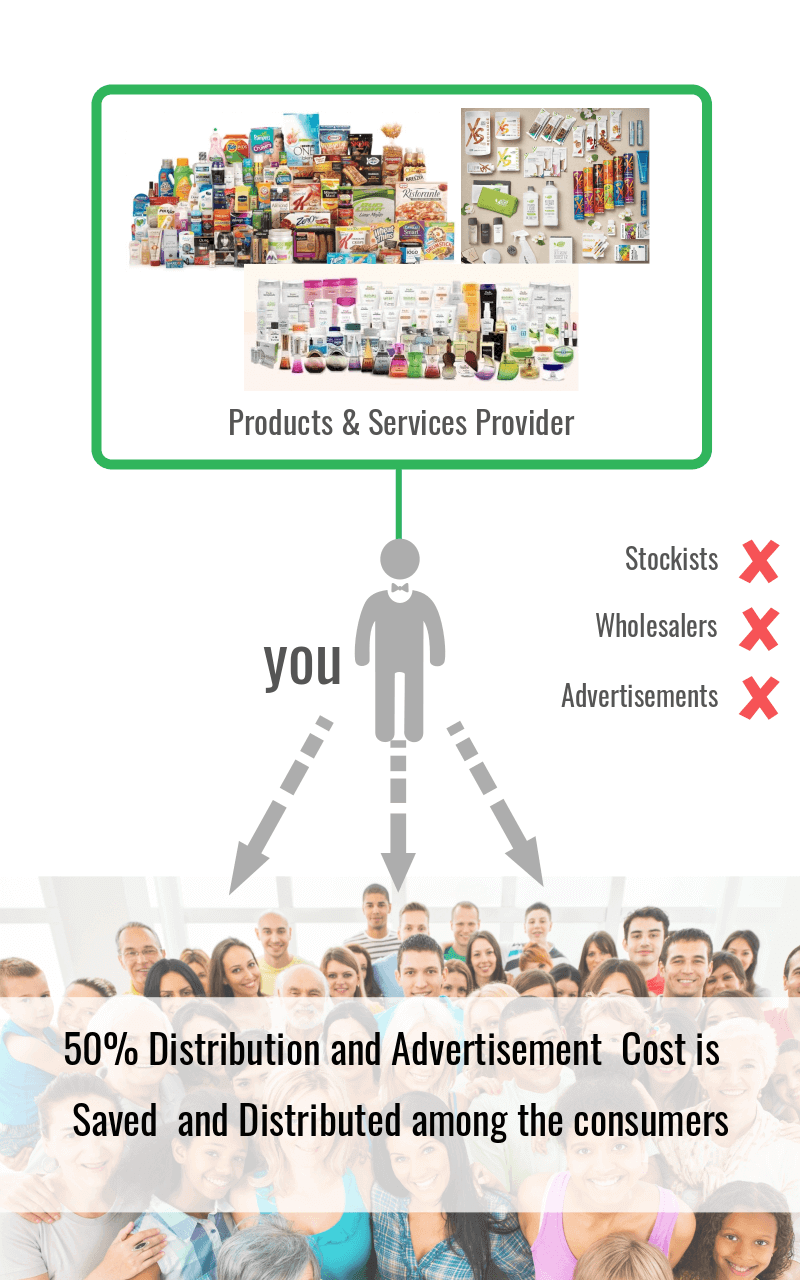 Products & Services Provider
Stockists
Wholesalers
you
Advertisements
50% Distribution and Advertisement Cost is
Saved and Distributed among the consumers